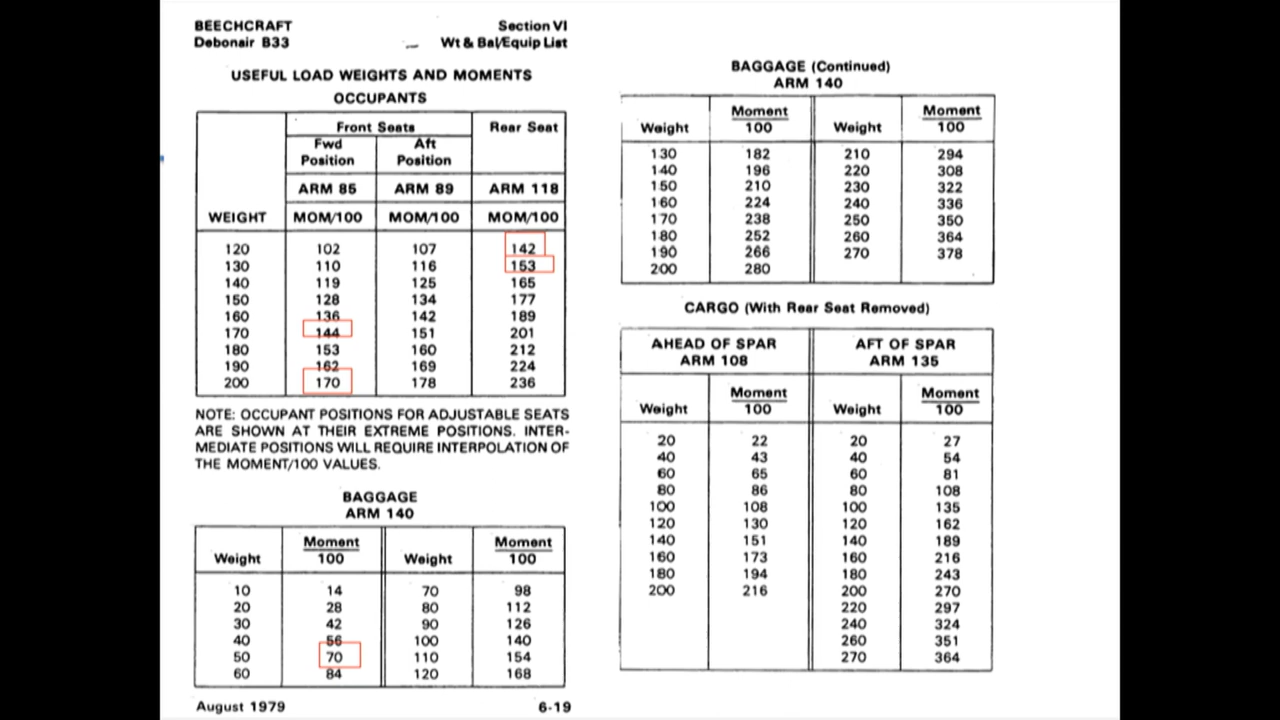 BEECHCRAFT Section VI
Debonair B33 Wt & Bal/Equip List
USEFUL LOAD WEIGHTS AND MOMENTS
OCCUPANTS
Front Seats Rear Seat
Fwd Aft
Position Position
ARM 85 ARM 89 ARM 118
WEIGHT MOM/100 MOM/100 MOM/100
120 102 107 142
130 110 116 153
140 119 125 165
150 128 134 177
160 136 142 189
170 144 151 201
180 153 160 212
190 162 169 224
200 170 178 236
NOTE: OCCUPANT POSITIONS FOR ADJUSTABLE SEATS
ARE SHOWN AT THEIR EXTREME POSITIONS. INTER-
MEDIATE POSITIONS WILL REQUIRE INTERPOLATION OF
THE MOMENT/100 VALUES.
BAGGAGE
ARM 140
Moment Moment
Weight 100 Weight 100
10 14 70 98
20 28 80 112
30 42 90 126
40 56 100 140
50 70 110 154
60 84 120 168
August 1979 6-19
BAGGAGE (Continued)
ARM 140
Moment Moment
Weight 100 Weight 100
130 182 210 294
140 196 220 308
150 210 230 322
160 224 240 336
170 238 250 350
180 252 260 364
190 266 270 378
200 280
CARGO (With Rear Seat Removed)
AHEAD OF SPAR AFT OF SPAR
ARM 108 ARM 135
Moment Moment
Weight 100 Weight 100
20 22 20 27
40 43 40 54
60 65 60 81
80 86 80 108
100 108 100 135
120 130 120 162
140 151 140 189
160 173 160 216
180 194 180 243
200 216 200 270
220 297
240 324
260 351
270 364